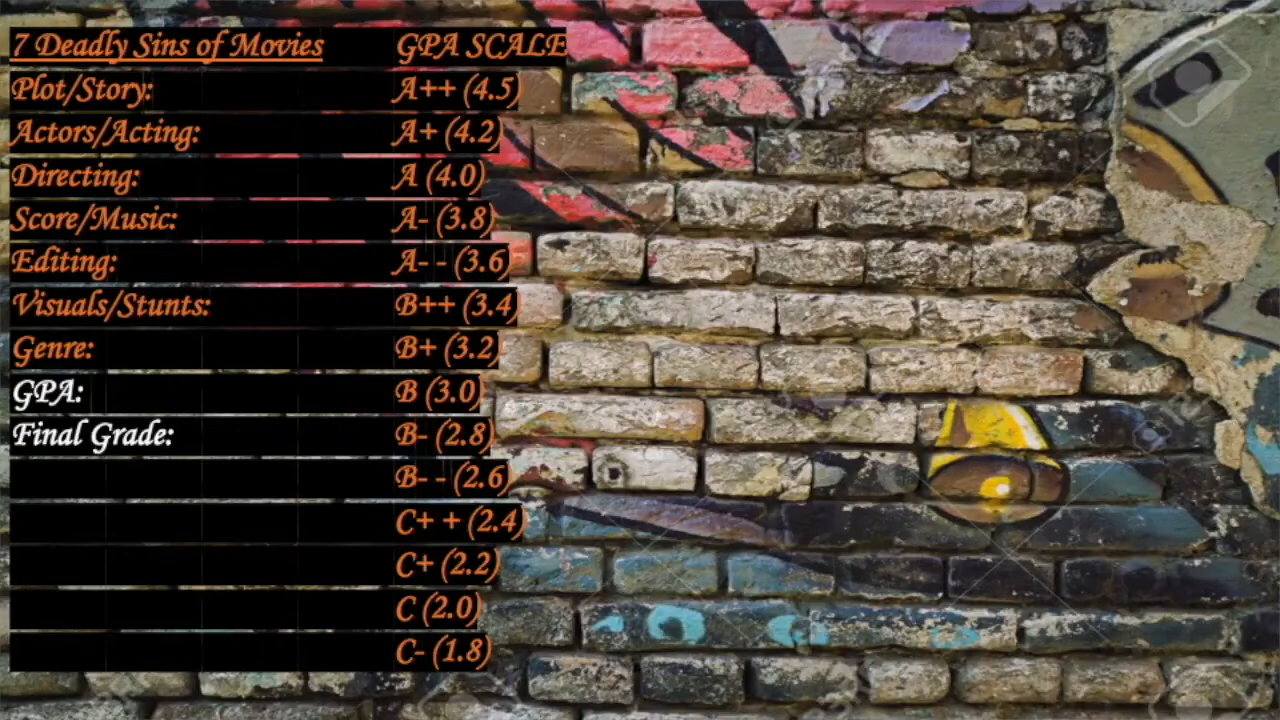 7 Deadly Sins of Movies GPA SCALE
Plot/Story: A++ (4.5)
Actors/Acting: A+ (4.2)
Directing: A (4.0)
Score/Music: A- (3.8)
Editing: A- - (3.6)
Visuals/Stunts: B++ (3.4)
Genre: B+ (3.2)
GPA: B (3.0)
Final Grade: B- (2.8)
B- - (2.6)
C+ + (2.4)
C+ (2.2)
C (2.0)
C- (1.8)